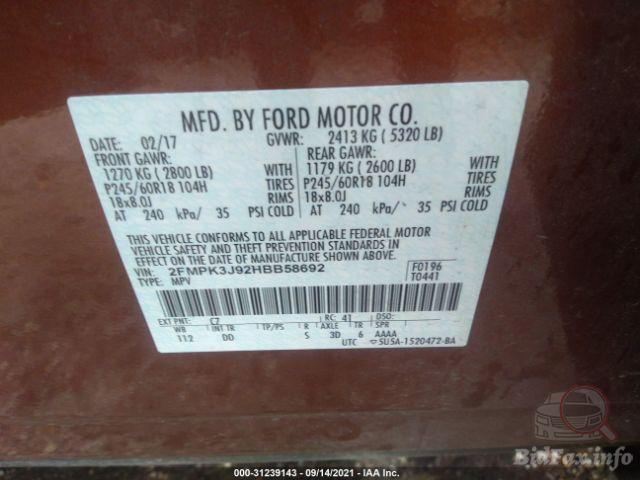 MFD. BY FORD MOTOR CO.
DATE: 02/17 GVWR: 2413 KG ( 5320 LB)
FRONT GAWR: REAR GAWR:
1270 KG ( 2800 LB) WITH 1179 KG ( 2600 LB) WITH
P245/60R18 104H TIRES P245/60R18 104H TIRES
18x8.0J RIMS 18x8.0J RIMS
AT 240 kPa/ 35 PSI COLD AT 240 kPa/ 35 PSI COLD
THIS VEHICLE CONFORMS TO ALL APPLICABLE FEDERAL MOTOR
VEHICLE SAFETY AND THEFT PREVENTION STANDARDS IN
EFFECT ON THE DATE OF MANUFACTURE SHOWN ABOVE.
VIN: 2FMPK3J92HBB58692 F0196
TYPE: MPV T0441
EXT PNT: C7 RC: 41 DSO:
WB INT TR TP/PS R AXLE TR SPR
112 DD S 3D 6 AAAA
UTC 5U5A-1520472-BA
000-31239143 - 09/14/2021 - IAA Inc.
BidFax.info